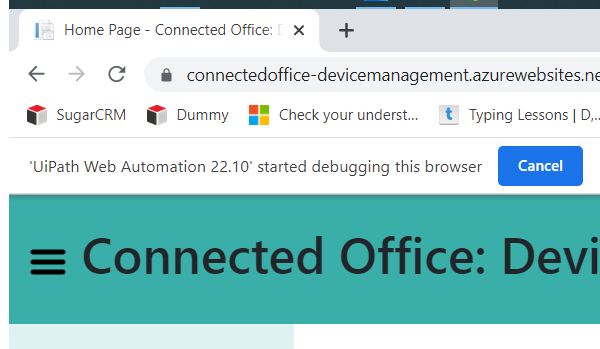 Home Page - Connected Office: D
connectedoffice-devicemanagement.azurewebsites.ne
SugarCRM Dummy Check your underst... Typing Lessons | D,...
'UiPath Web Automation 22.10' started debugging this browser Cancel
Connected Office: Devi